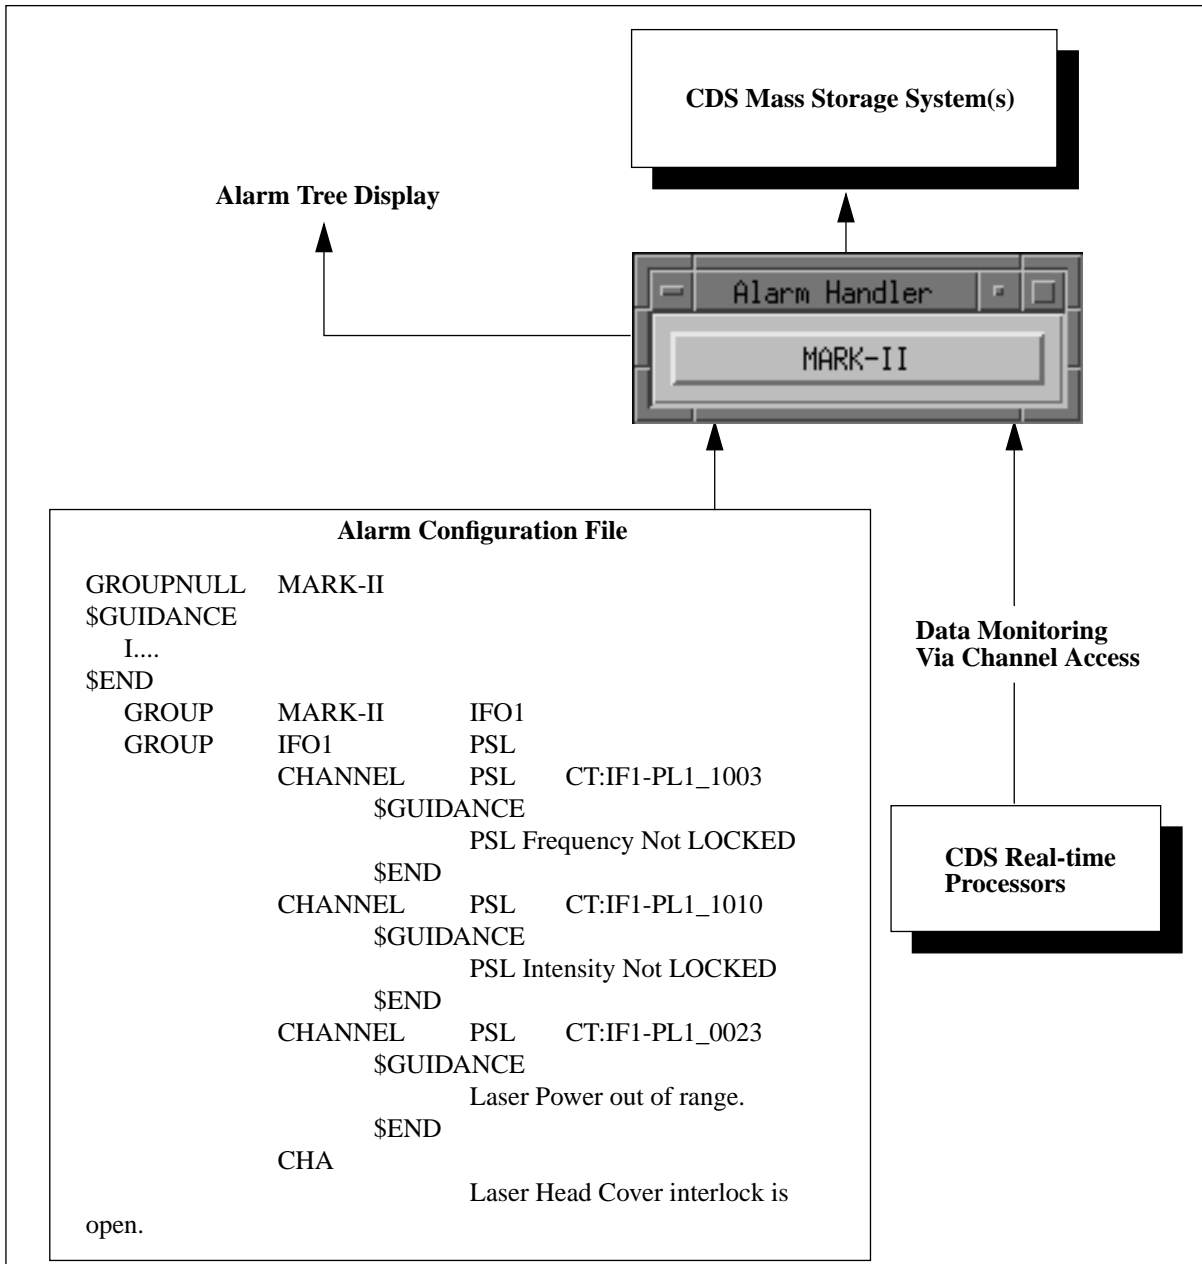 CDS Mass Storage System(s)
Alarm Tree Display
Alarm Handler
MARK-II
Alarm Configuration File
GROUPNULL MARK-II
$GUIDANCE
I....
$END
GROUP MARK-II IFO1
GROUP IFO1 PSL
CHANNEL PSL CT:IF1-PL1_1003
$GUIDANCE
PSL Frequency Not LOCKED
$END
CHANNEL PSL CT:IF1-PL1_1010
$GUIDANCE
PSL Intensity Not LOCKED
$END
CHANNEL PSL CT:IF1-PL1_0023
$GUIDANCE
Laser Power out of range.
$END
CHA
Laser Head Cover interlock is
open.
Data Monitoring
Via Channel Access
CDS Real-time
Processors